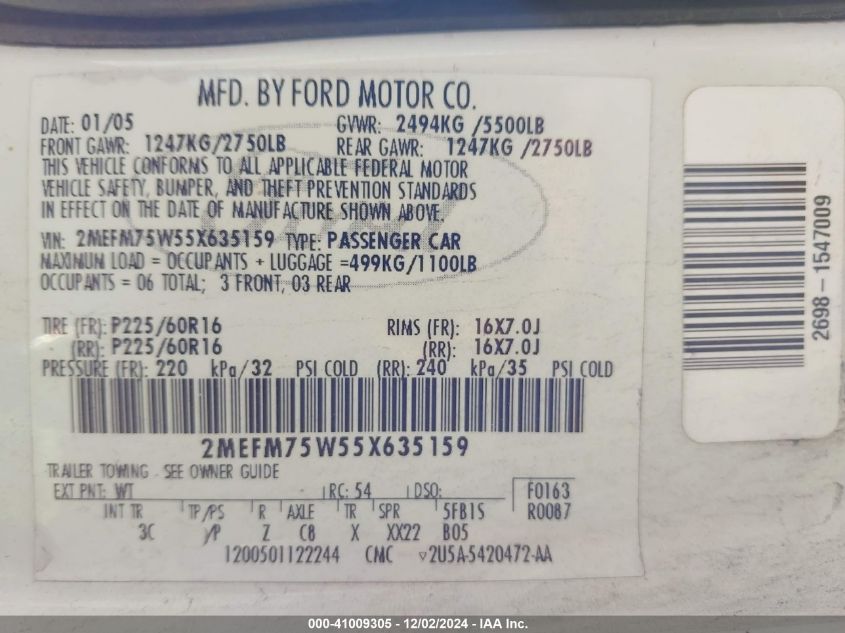 MFD. BY FORD MOTOR CO.
DATE: 01/05 GVWR: 2494KG /5500LB
FRONT GAWR: 1247KG/2750LB REAR GAWR: 1247KG /2750LB
THIS VEHICLE CONFORMS TO ALL APPLICABLE FEDERAL MOTOR
VEHICLE SAFETY, BUMPER, AND THEFT PREVENTION STANDARDS
IN EFFECT ON THE DATE OF MANUFACTURE SHOWN ABOVE.
VIN: 2MEFM75W55X635159 TYPE: PASSENGER CAR
MAXIMUM LOAD = OCCUPANTS + LUGGAGE =499KG/1100LB
OCCUPANTS = 06 TOTAL; 3 FRONT, 03 REAR
TIRE (FR): P225/60R16 RIMS (FR): 16X7.0J
(RR): P225/60R16 (RR): 16X7.0J
PRESSURE (FR): 220 kPa/32 PSI COLD (RR): 240 kPa/35 PSI COLD
2MEFM75W55X635159
TRAILER TOWING - SEE OWNER GUIDE
EXT PNT: WT RC: 54 DSO: F0163
INT TR TP/PS R AXLE TR SPR 5FB1S R0087
3C /P Z C8 X XX22 B05
1200501122244 CMC ▽2U5A-5420472-AA
2698-1547009
000-41009305 - 12/02/2024 - IAA Inc.